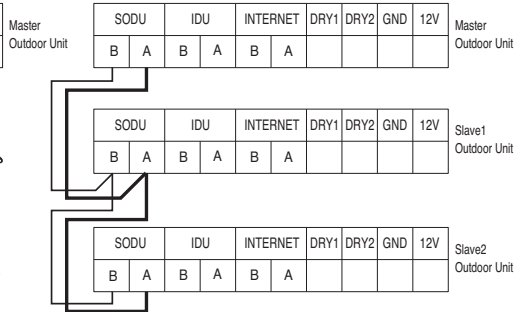 Master
Outdoor Unit
SODU IDU INTERNET DRY1 DRY2 GND 12V
B A B A B A
Master
Outdoor Unit
SODU IDU INTERNET DRY1 DRY2 GND 12V
B A B A B A
Slave1
Outdoor Unit
SODU IDU INTERNET DRY1 DRY2 GND 12V
B A B A B A
Slave2
Outdoor Unit